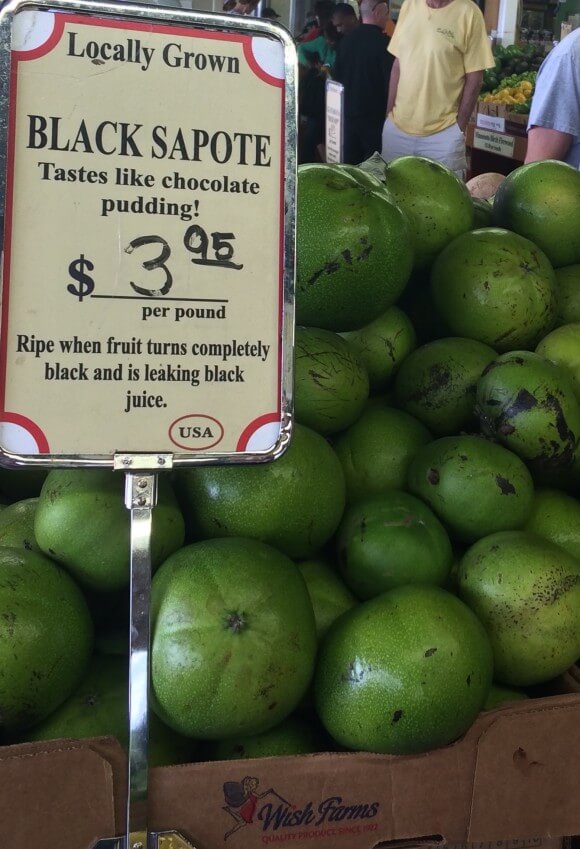 Locally Grown
BLACK SAPOTE
Tastes like chocolate
pudding!
$ 3.95
per pound
Ripe when fruit turns completely
black and is leaking black
juice.
USA
Wish Farms
QUALITY PRODUCE SINCE 1922